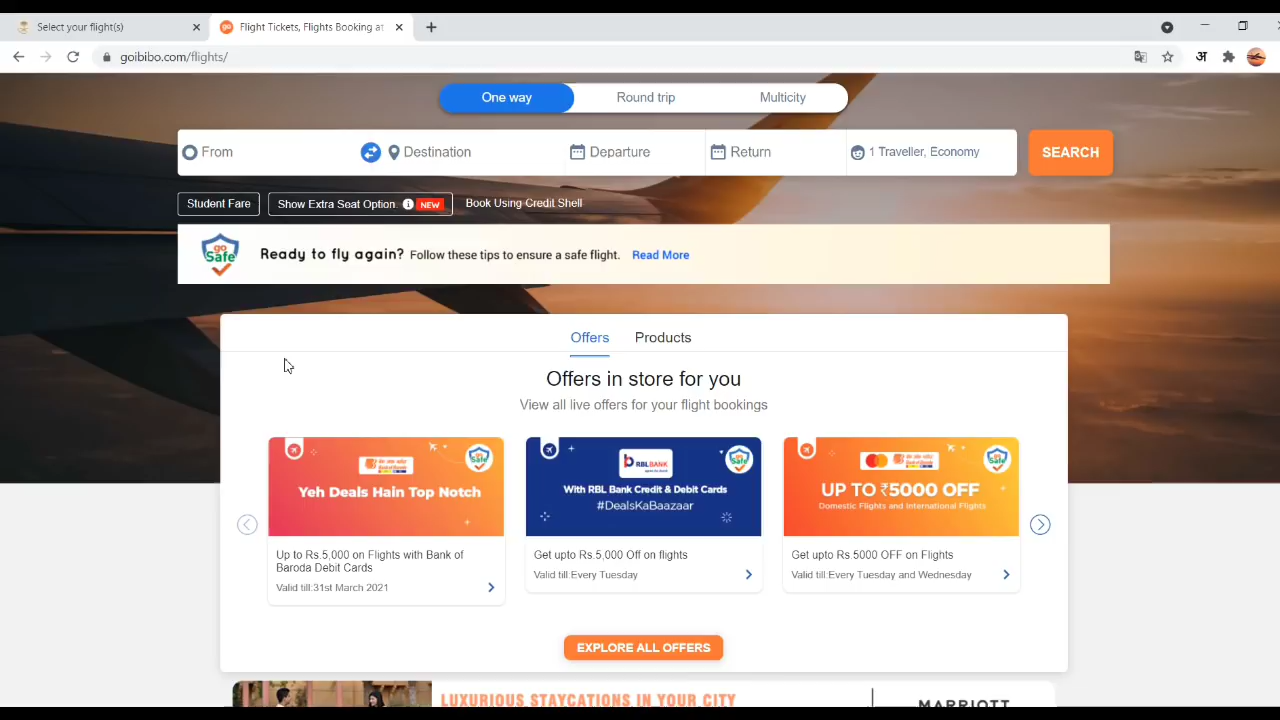 Select your flight(s)
go Flight Tickets, Flights Booking at
goibibo.com/flights/
अ
One way Round trip Multicity
From Destination Departure Return 1 Traveller, Economy SEARCH
Student Fare Show Extra Seat Option NEW Book Using Credit Shell
go Safe
Ready to fly again? Follow these tips to ensure a safe flight. Read More
Offers Products
Offers in store for you
View all live offers for your flight bookings
Yeh Deals Hain Top Notch
Up to Rs.5,000 on Flights with Bank of
Baroda Debit Cards
Valid till:31st March 2021
RBLBANK
With RBL Bank Credit & Debit Cards
#DealsKaBaazaar
Get upto Rs.5,000 Off on flights
Valid till:Every Tuesday
UP TO ₹5000 OFF
Domestic Flights and International Flights
Get upto Rs.5000 OFF on Flights
Valid till:Every Tuesday and Wednesday
EXPLORE ALL OFFERS
LUXURIOUS STAYCATIONS IN YOUR CITY
MARRIOTT